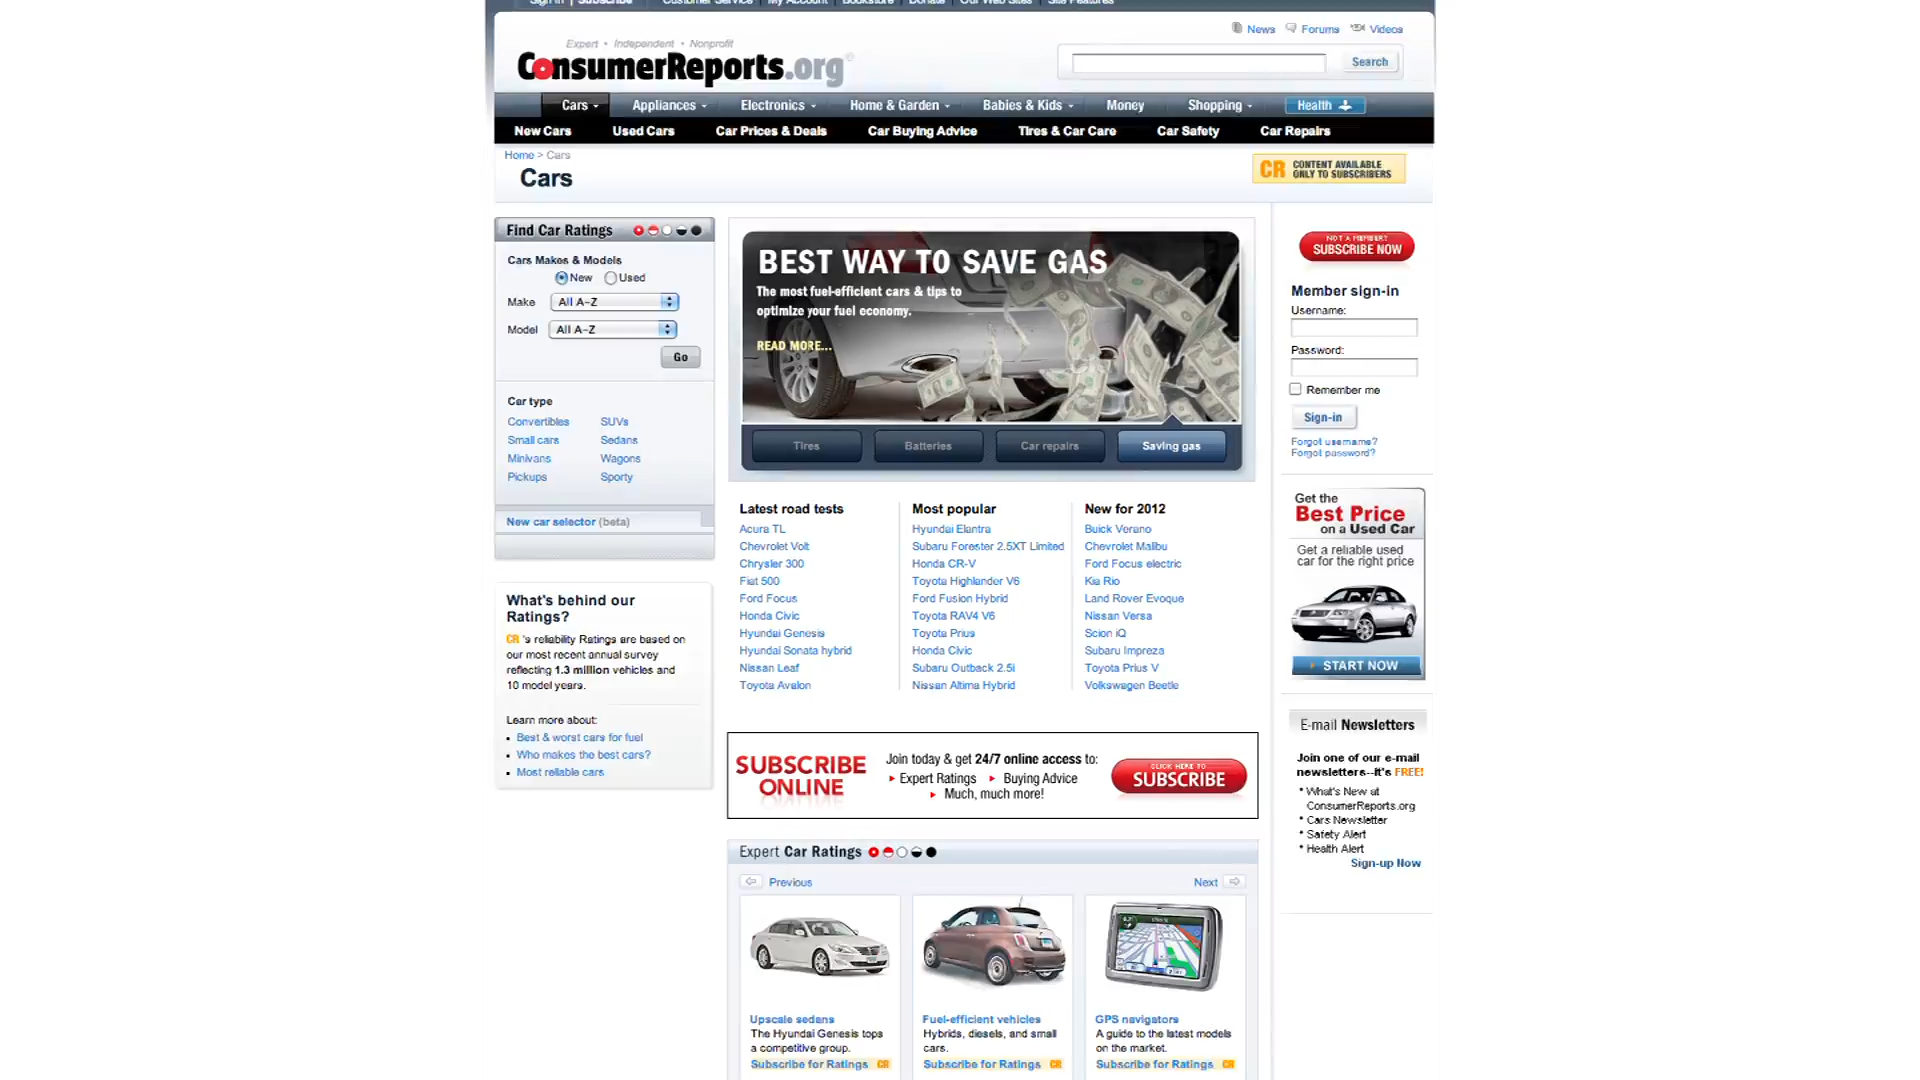 Sign In | Subscribe Customer Service | My Account Bookstore | Donate Our Web Sites | Site Features
News Forums Videos
Expert • Independent • Nonprofit
ConsumerReports.org
Search
Cars Appliances Electronics Home & Garden Babies & Kids Money Shopping Health
New Cars Used Cars Car Prices & Deals Car Buying Advice Tires & Car Care Car Safety Car Repairs
Home > Cars
Cars
CR CONTENT AVAILABLE
ONLY TO SUBSCRIBERS
Find Car Ratings
Cars Makes & Models
New Used
Make All A-Z
Model All A-Z
Go
Car type
Convertibles SUVs
Small cars Sedans
Minivans Wagons
Pickups Sporty
New car selector (beta)
What's behind our
Ratings?
CR 's reliability Ratings are based on
our most recent annual survey
reflecting 1.3 million vehicles and
10 model years.
Learn more about:
Best & worst cars for fuel
Who makes the best cars?
Most reliable cars
BEST WAY TO SAVE GAS
The most fuel-efficient cars & tips to
optimize your fuel economy.
READ MORE...
Tires Batteries Car repairs Saving gas
Latest road tests
Acura TL
Chevrolet Volt
Chrysler 300
Fiat 500
Ford Focus
Honda Civic
Hyundai Genesis
Hyundai Sonata hybrid
Nissan Leaf
Toyota Avalon
Most popular
Hyundai Elantra
Subaru Forester 2.5XT Limited
Honda CR-V
Toyota Highlander V6
Ford Fusion Hybrid
Toyota RAV4 V6
Toyota Prius
Honda Civic
Subaru Outback 2.5i
Nissan Altima Hybrid
New for 2012
Buick Verano
Chevrolet Malibu
Ford Focus electric
Kia Rio
Land Rover Evoque
Nissan Versa
Scion iQ
Subaru Impreza
Toyota Prius V
Volkswagen Beetle
SUBSCRIBE
ONLINE
Join today & get 24/7 online access to:
Expert Ratings Buying Advice
Much, much more!
CLICK HERE TO
SUBSCRIBE
Expert Car Ratings
Previous Next
Upscale sedans
The Hyundai Genesis tops
a competitive group.
Subscribe for Ratings CR
Fuel-efficient vehicles
Hybrids, diesels, and small
cars.
Subscribe for Ratings CR
GPS navigators
A guide to the latest models
on the market.
Subscribe for Ratings CR
NOT A MEMBER?
SUBSCRIBE NOW
Member sign-in
Username:
Password:
Remember me
Sign-in
Forgot username?
Forgot password?
Get the
Best Price
on a Used Car
Get a reliable used
car for the right price
START NOW
E-mail Newsletters
Join one of our e-mail
newsletters--it's FREE!
* What's New at
ConsumerReports.org
* Cars Newsletter
* Safety Alert
* Health Alert
Sign-up Now